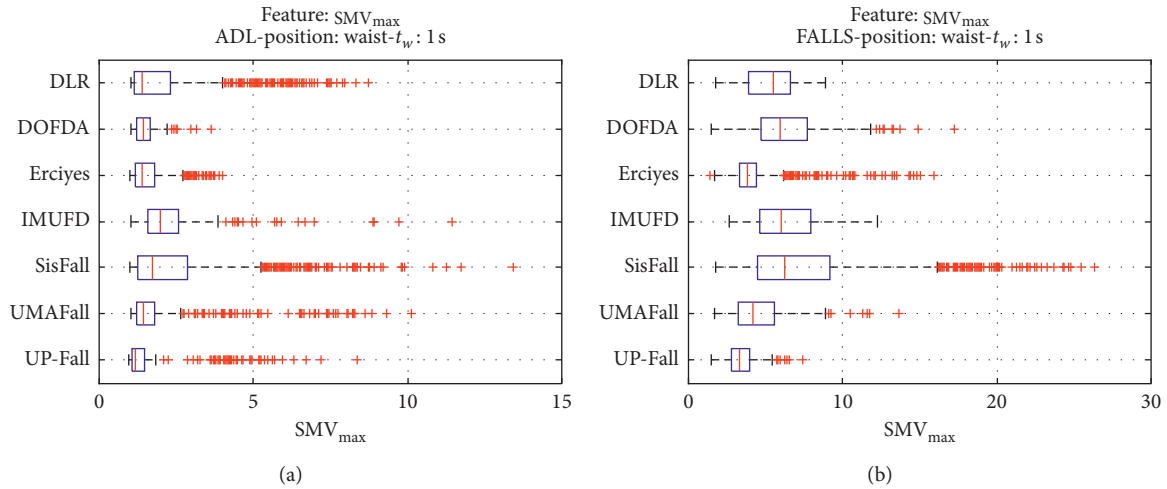 Feature: SMVmax
ADL-position: waist-tw: 1 s
DLR
DOFDA
Erciyes
IMUFD
SisFall
UMAFall
UP-Fall
0 5 10 15
SMVmax
(a)
Feature: SMVmax
FALLS-position: waist-tw: 1 s
DLR
DOFDA
Erciyes
IMUFD
SisFall
UMAFall
UP-Fall
0 10 20 30
SMVmax
(b)